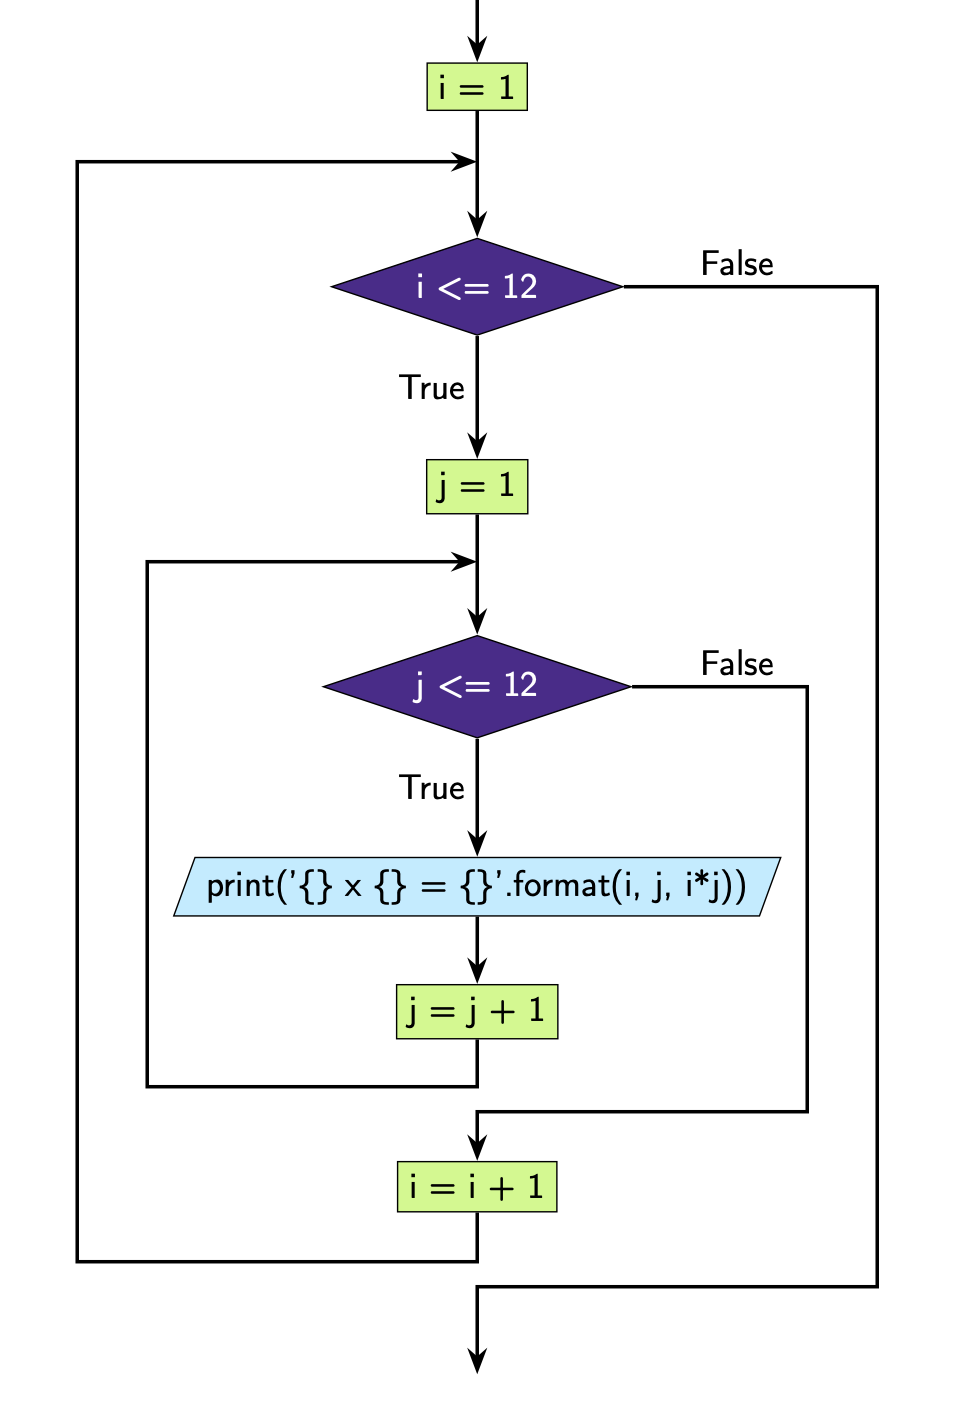 i = 1
i <= 12
False
True
j = 1
j <= 12
False
True
print('{} x {} = {}'.format(i, j, i*j))
j = j + 1
i = i + 1